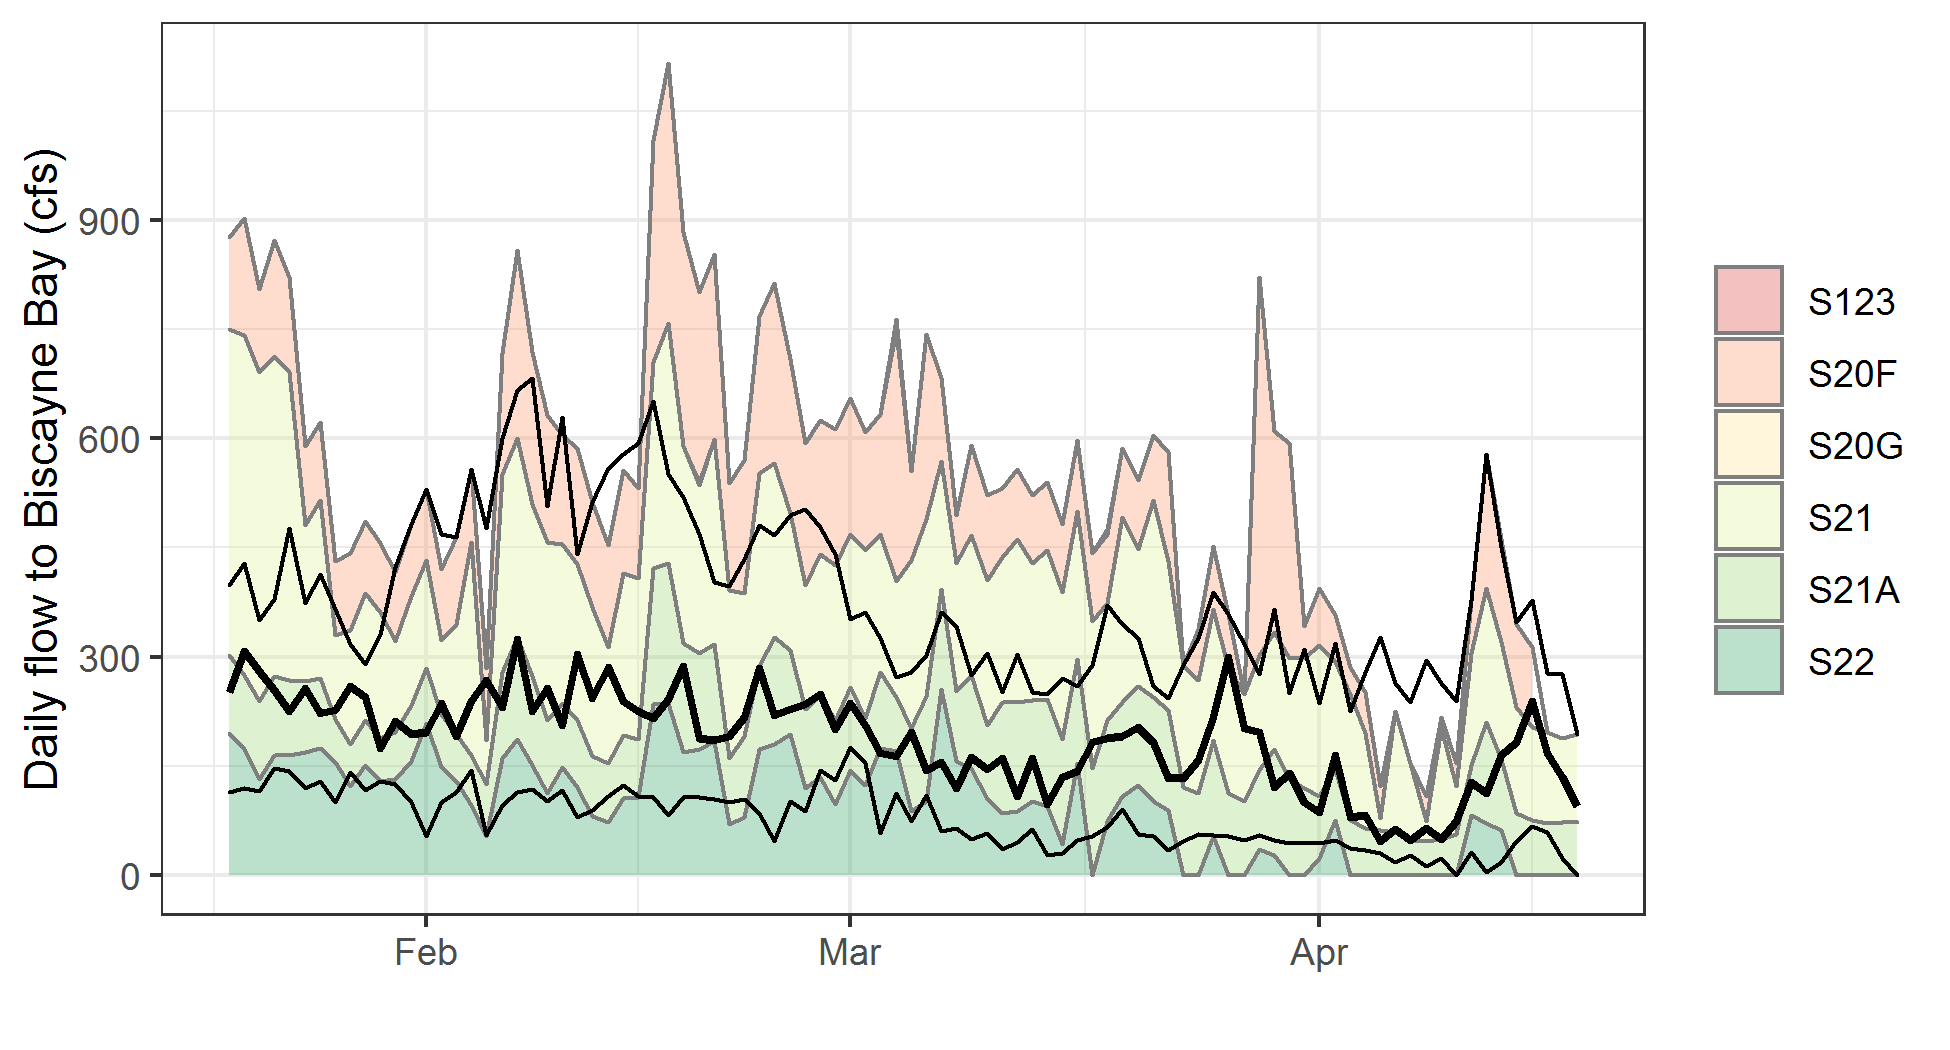 Daily flow to Biscayne Bay (cfs)
900
600
300
0
Feb
Mar
Apr
S123
S20F
S20G
S21
S21A
S22